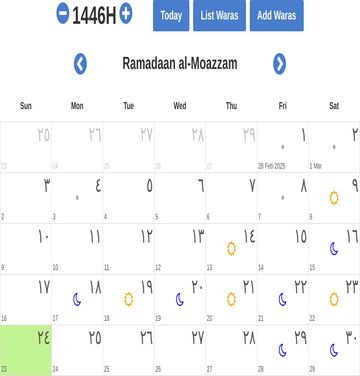 1446H Today List Waras Add Waras
Ramadaan al-Moazzam
Sun Mon Tue Wed Thu Fri Sat
٢٥ ٢٦ ٢٧ ٢٨ ٢٩ ١ ٢
23 24 25 26 27 28 Feb 2025 1 Mar
٣ ٤ ٥ ٦ ٧ ٨ ٩
2 3 4 5 6 7 8
١٠ ١١ ١٢ ١٣ ١٤ ١٥ ١٦
9 10 11 12 13 14 15
١٧ ١٨ ١٩ ٢٠ ٢١ ٢٢ ٢٣
16 17 18 19 20 21 22
٢٤ ٢٥ ٢٦ ٢٧ ٢٨ ٢٩ ٣٠
23 24 25 26 27 28 29